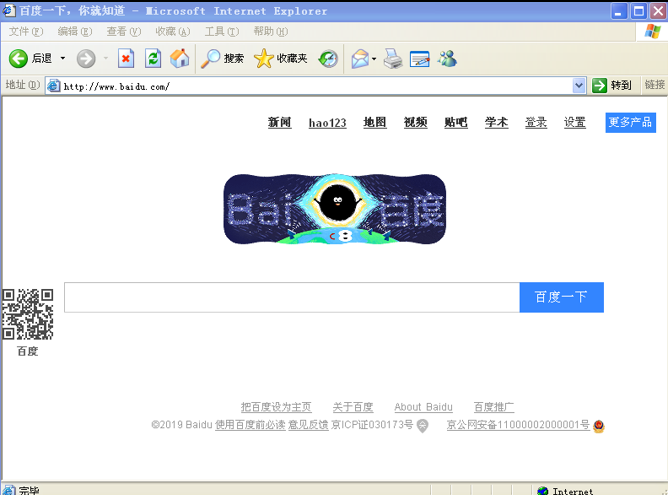 百度一下，你就知道 - Microsoft Internet Explorer
文件(F) 编辑(E) 查看(V) 收藏(A) 工具(T) 帮助(H)
后退 搜索 收藏夹
地址(D) http://www.baidu.com/ 转到 链接
新闻 hao123 地图 视频 贴吧 学术 登录 设置 更多产品
Bai 百度
百度一下
百度
把百度设为主页 关于百度 About Baidu 百度推广
©2019 Baidu 使用百度前必读 意见反馈 京ICP证030173号 京公网安备11000002000001号
完毕 Internet